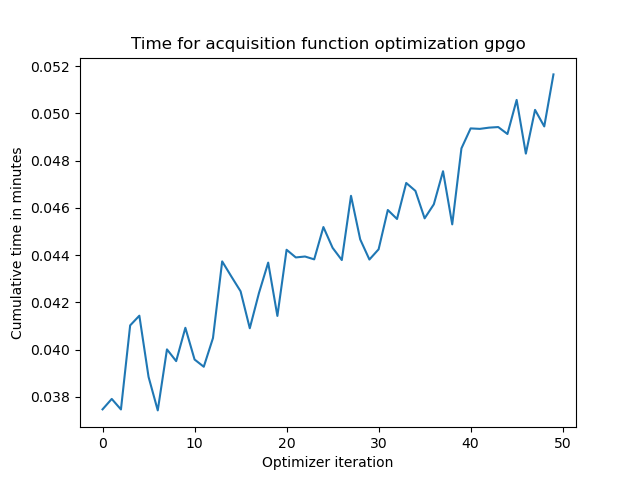 Time for acquisition function optimization gpgo
0.052
0.050
0.048
0.046
0.044
0.042
0.040
0.038
Cumulative time in minutes
0 10 20 30 40 50
Optimizer iteration